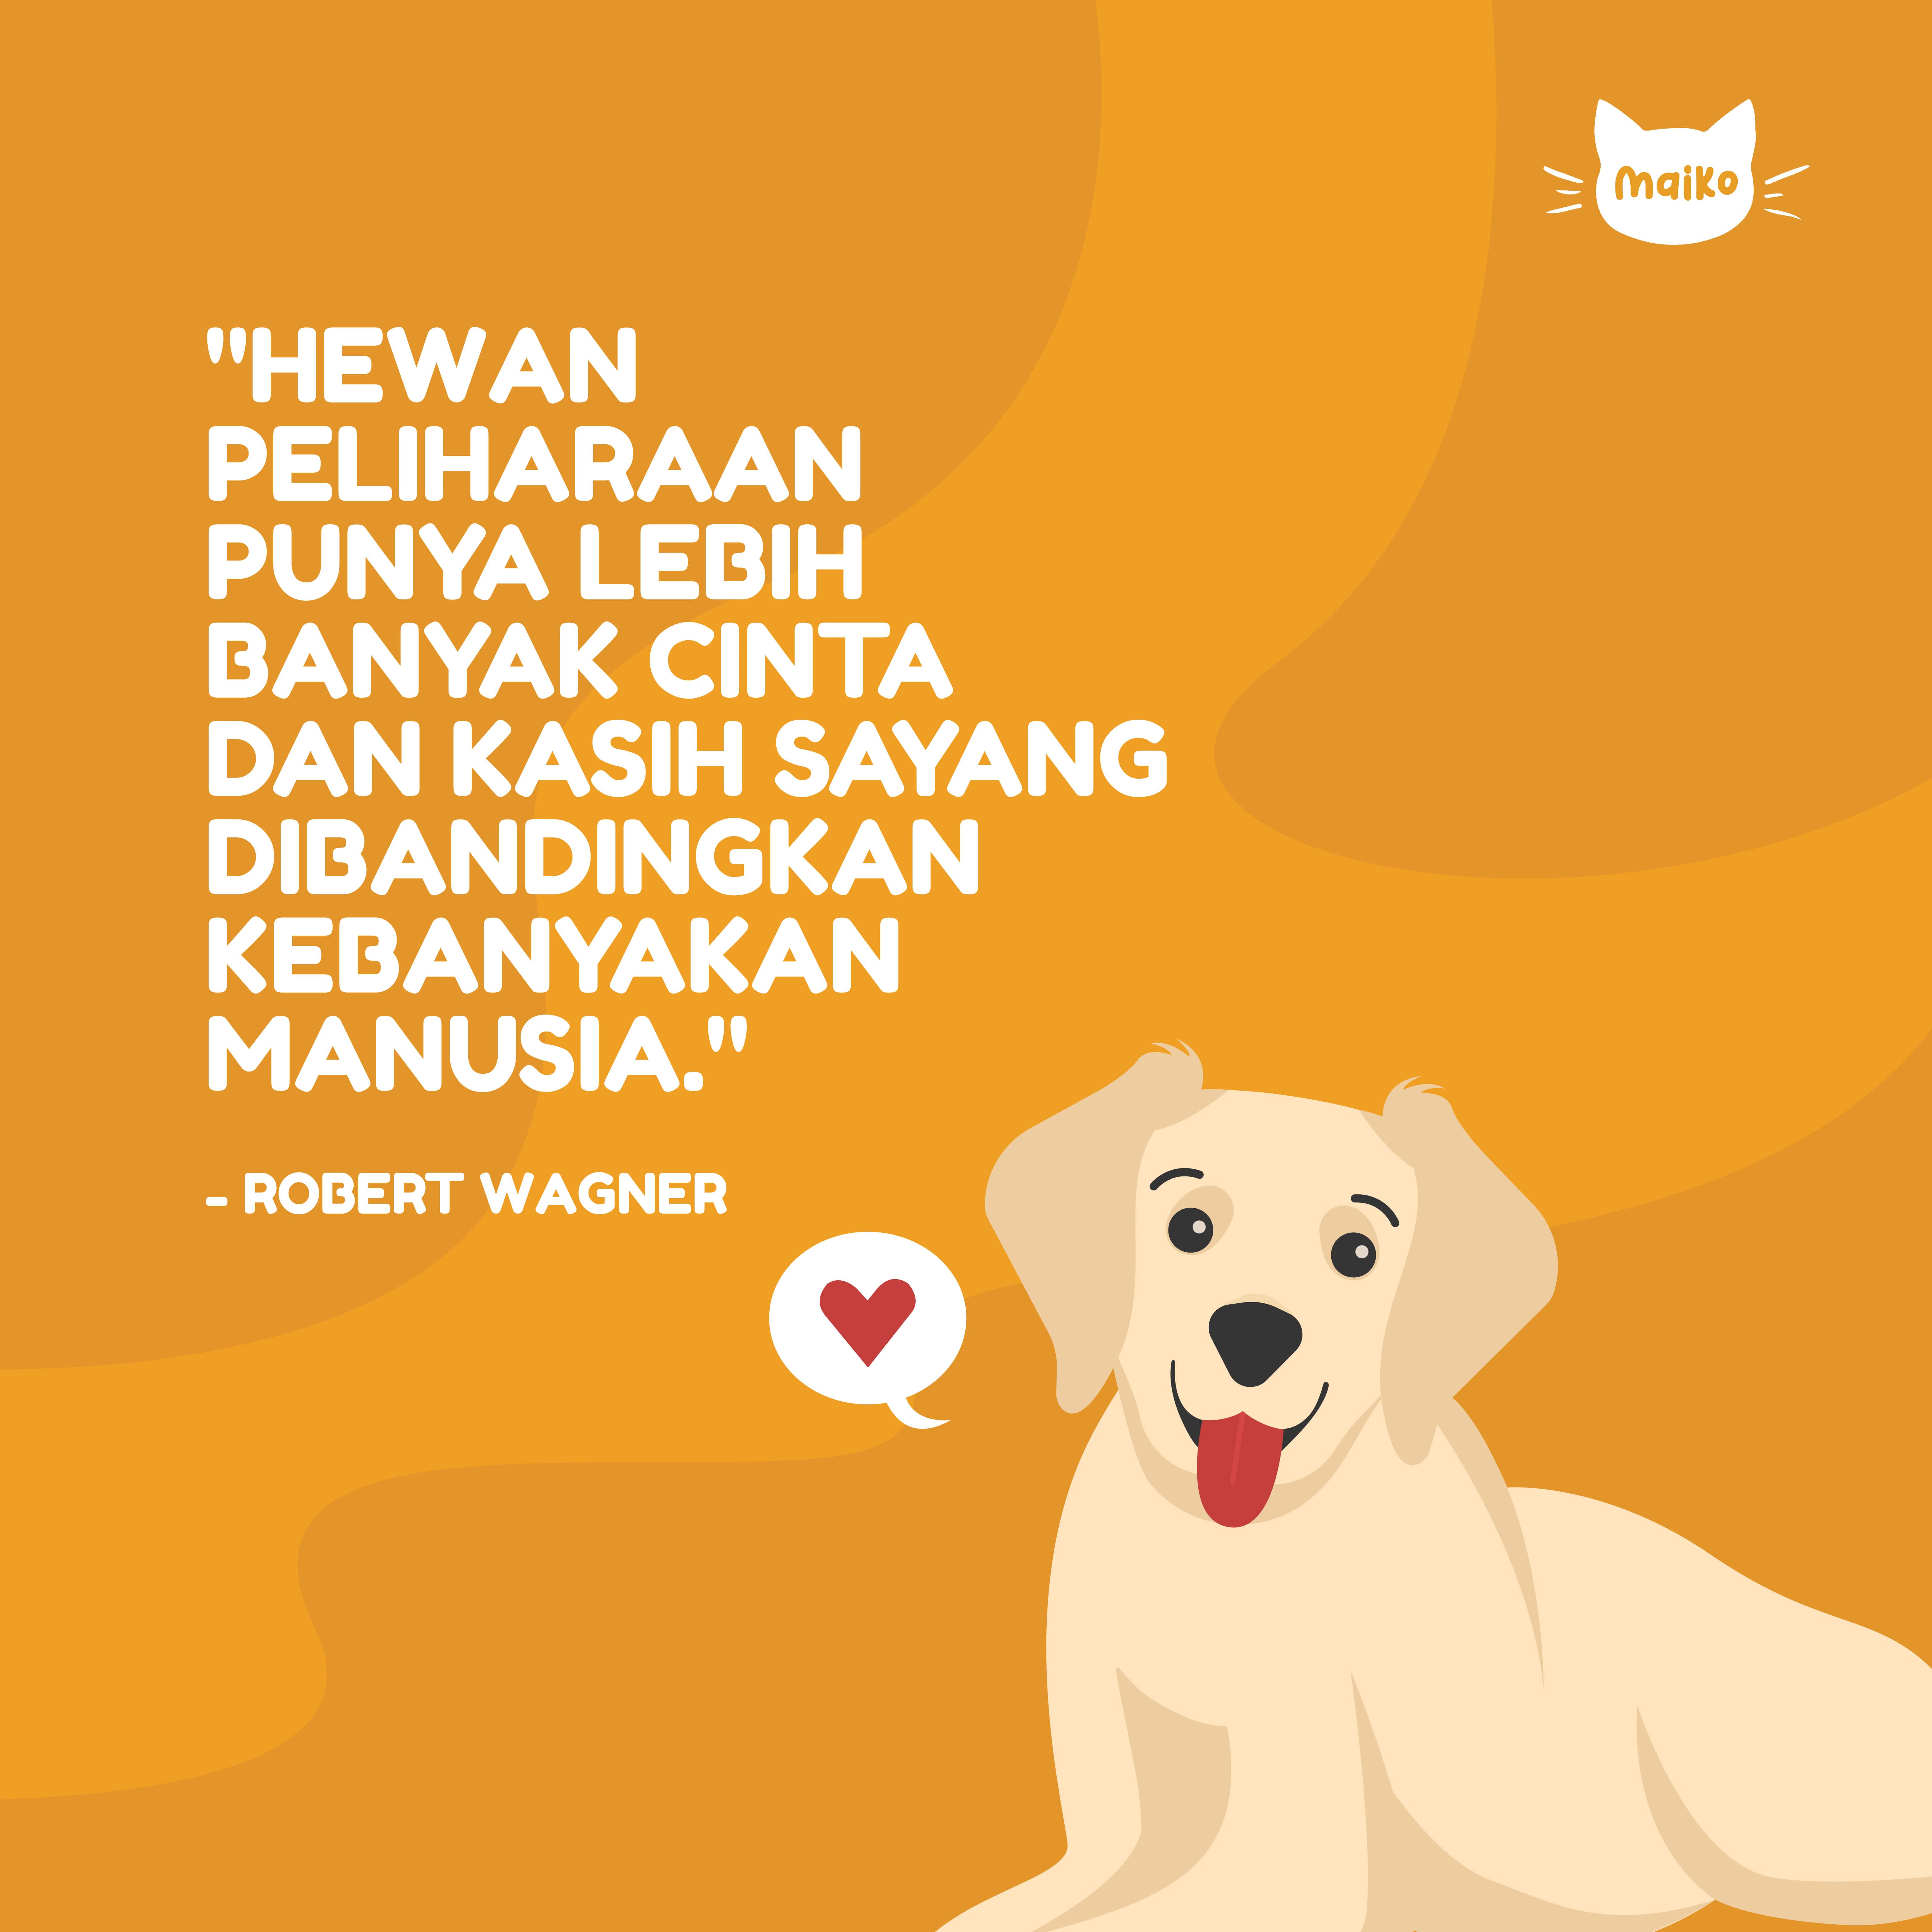 maiko
"HEWAN
PELIHARAAN
PUNYA LEBIH
BANYAK CINTA
DAN KASIH SAYANG
DIBANDINGKAN
KEBANYAKAN
MANUSIA."
- ROBERT WAGNER